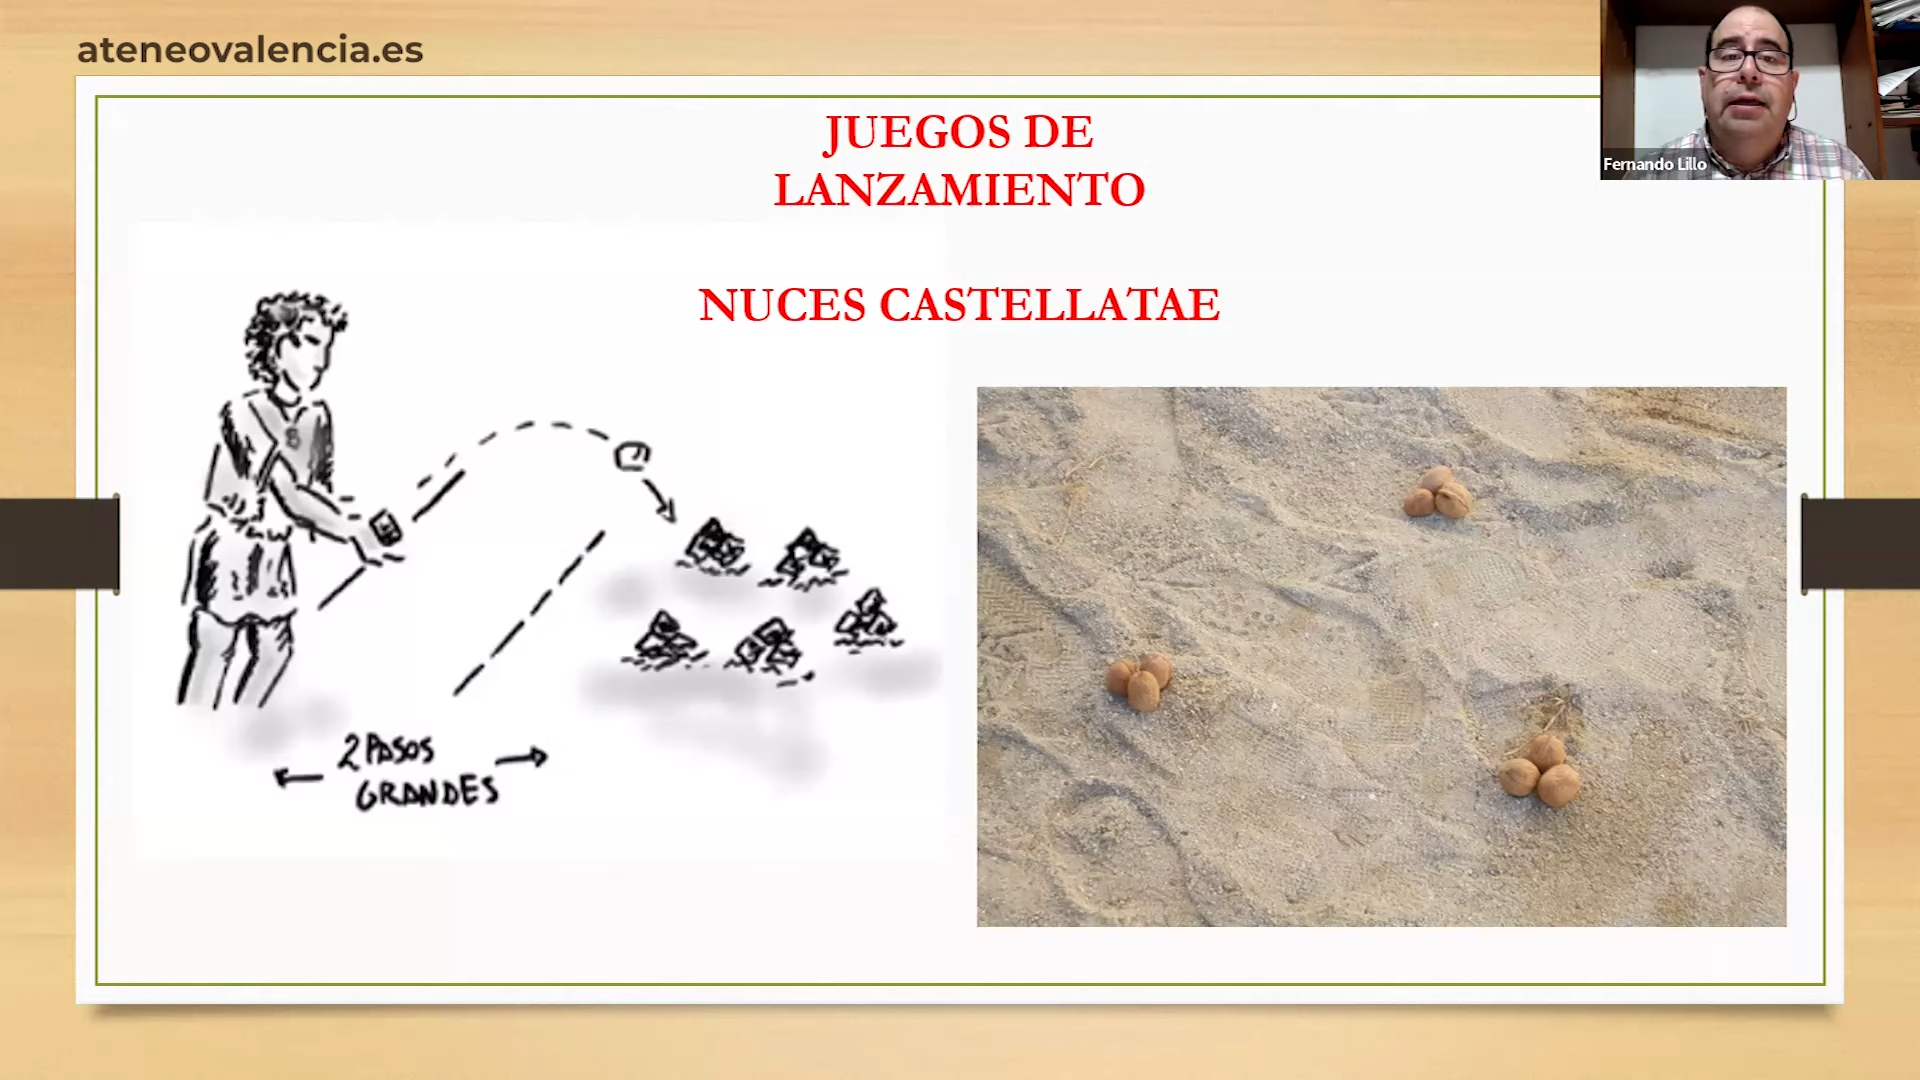 ateneovalencia.es
JUEGOS DE
LANZAMIENTO
NUCES CASTELLATAE
Fernando Lillo
2 PASOS
GRANDES